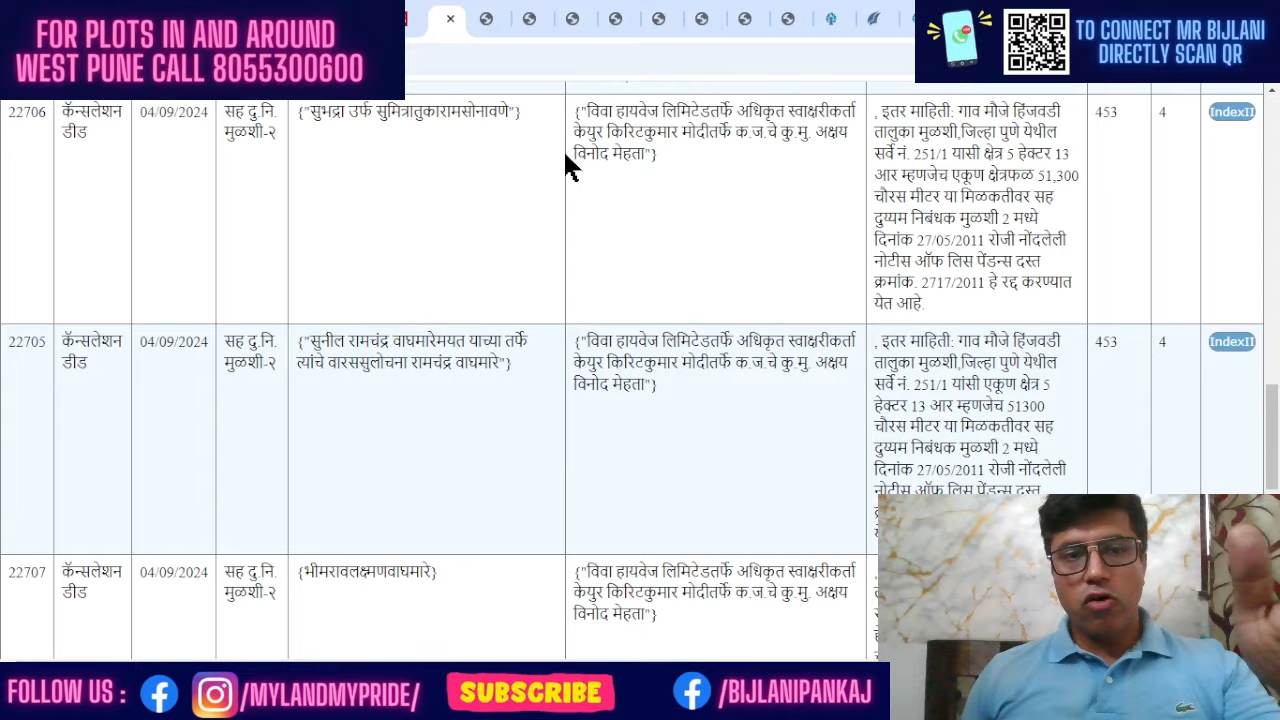 FOR PLOTS IN AND AROUND
WEST PUNE CALL 8055300600
TO CONNECT MR BIJLANI
DIRECTLY SCAN QR
22706
कॅन्सलेशन
डीड
04/09/2024
सह दु.नि.
मुळशी-२
{"सुभद्रा उर्फ सुमित्रातुकारामसोनावणे"}
{"विवा हायवेज लिमिटेडतर्फे अधिकृत स्वाक्षरीकर्ता
केयुर किरिटकुमार मोदीतर्फे क.ज.चे कु.मु. अक्षय
विनोद मेहता"}
, इतर माहिती: गाव मौजे हिंजवडी
तालुका मुळशी,जिल्हा पुणे येथील
सर्वे नं. 251/1 यासी क्षेत्र 5 हेक्टर 13
आर म्हणजेच एकूण क्षेत्रफळ 51,300
चौरस मीटर या मिळकतीवर सह
दुय्यम निबंधक मुळशी 2 मध्ये
दिनांक 27/05/2011 रोजी नोंदलेली
नोटीस ऑफ लिस पेंडन्स दस्त
क्रमांक. 2717/2011 हे रद्द करण्यात
येत आहे.
453
4
IndexII
22705
कॅन्सलेशन
डीड
04/09/2024
सह दु.नि.
मुळशी-२
{"सुनील रामचंद्र वाघमारेमयत याच्या तर्फे
त्यांचे वारससुलोचना रामचंद्र वाघमारे"}
{"विवा हायवेज लिमिटेडतर्फे अधिकृत स्वाक्षरीकर्ता
केयुर किरिटकुमार मोदीतर्फे क.ज.चे कु.मु. अक्षय
विनोद मेहता"}
, इतर माहिती: गाव मौजे हिंजवडी
तालुका मुळशी,जिल्हा पुणे येथील
सर्वे नं. 251/1 यांसी एकूण क्षेत्र 5
हेक्टर 13 आर म्हणजेच 51300
चौरस मीटर या मिळकतीवर सह
दुय्यम निबंधक मुळशी 2 मध्ये
दिनांक 27/05/2011 रोजी नोंदलेली
नोटीस ऑफ लिस पेंडन्स दस्त
453
4
IndexII
22707
कॅन्सलेशन
डीड
04/09/2024
सह दु.नि.
मुळशी-२
{भीमरावलक्ष्मणवाघमारे}
{"विवा हायवेज लिमिटेडतर्फे अधिकृत स्वाक्षरीकर्ता
केयुर किरिटकुमार मोदीतर्फे क.ज.चे कु.मु. अक्षय
विनोद मेहता"}
FOLLOW US :
/MYLANDMYPRIDE/
SUBSCRIBE
/BIJLANIPANKAJ